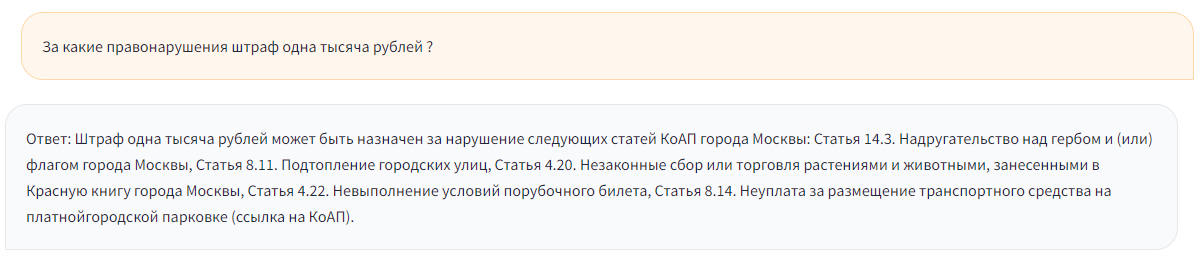 За какие правонарушения штраф одна тысяча рублей ?
Ответ: Штраф одна тысяча рублей может быть назначен за нарушение следующих статей КоАП города Москвы: Статья 14.3. Надругательство над гербом и (или)
флагом города Москвы, Статья 8.11. Подтопление городских улиц, Статья 4.20. Незаконные сбор или торговля растениями и животными, занесенными в
Красную книгу города Москвы, Статья 4.22. Невыполнение условий порубочного билета, Статья 8.14. Неуплата за размещение транспортного средства на
платнойгородской парковке (ссылка на КоАП).